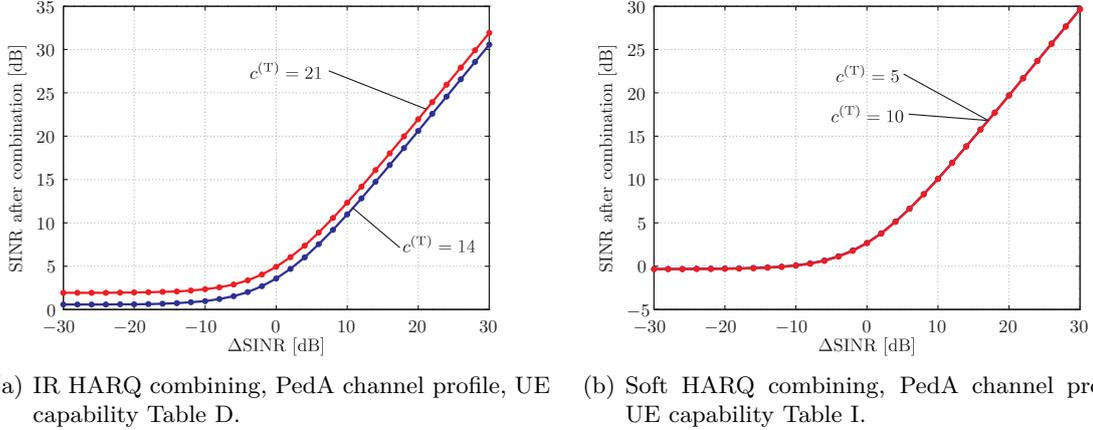 35
30
25
20
15
10
5
0
SINR after combination [dB]
c(T) = 21
c(T) = 14
−30 −20 −10 0 10 20 30
ΔSINR [dB]
a) IR HARQ combining, PedA channel profile, UE
capability Table D.
30
25
20
15
10
5
0
−5
SINR after combination [dB]
c(T) = 5
c(T) = 10
−30 −20 −10 0 10 20 30
ΔSINR [dB]
(b) Soft HARQ combining, PedA channel pro
UE capability Table I.